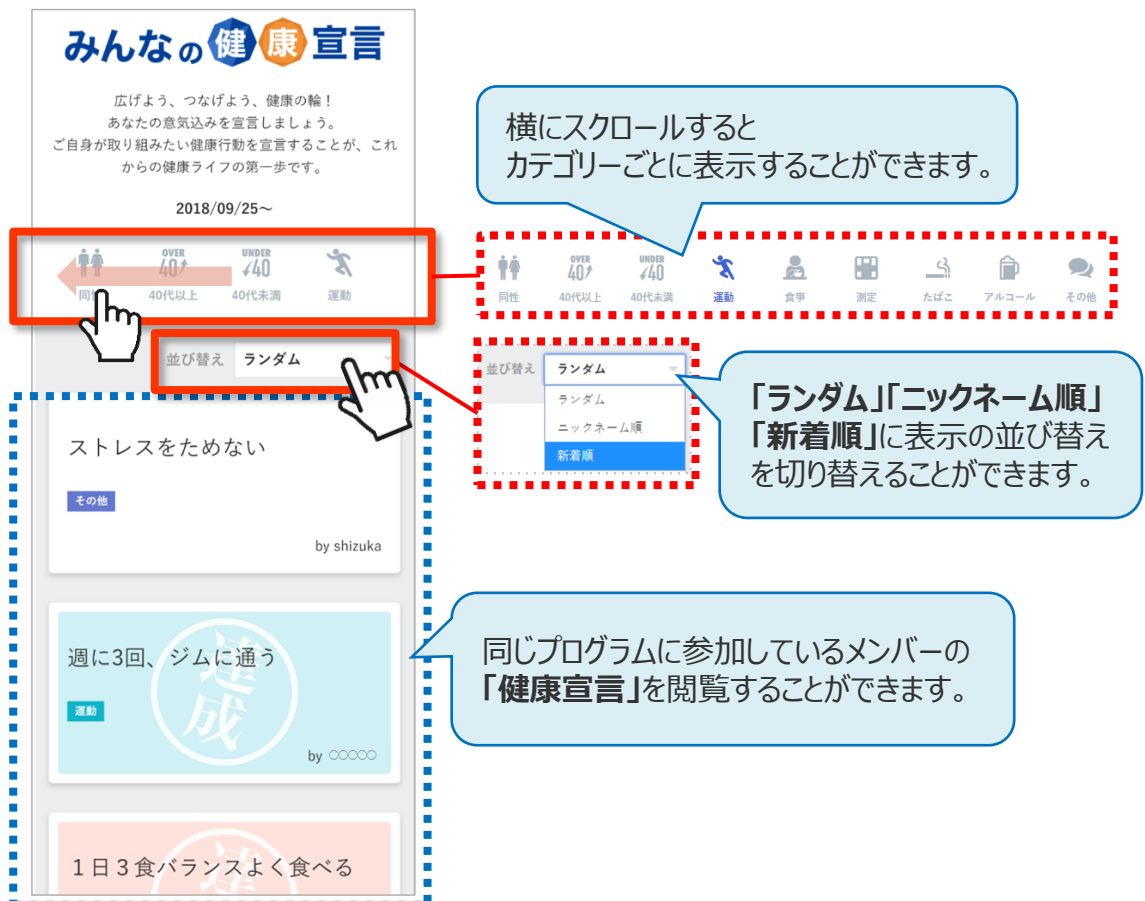 みんなの健康宣言
広げよう、つなげよう、健康の輪！
あなたの意気込みを宣言しましょう。
ご自身が取り組みたい健康行動を宣言することが、これ
からの健康ライフの第一歩です。
2018/09/25～
横にスクロールすると
カテゴリーごとに表示することができます。
OVER 40 UNDER 40
同性 40代以上 40代未満 運動
OVER 40 UNDER 40
同性 40代以上 40代未満 運動 食事 測定 たばこ アルコール その他
並び替え ランダム
並び替え ランダム
ランダム
ニックネーム順
新着順
「ランダム」「ニックネーム順」
「新着順」に表示の並び替え
を切り替えることができます。
ストレスをためない
その他
by shizuka
週に3回、ジムに通う
達成
運動
by ○○○○○
同じプログラムに参加しているメンバーの
「健康宣言」を閲覧することができます。
１日３食バランスよく食べる
達